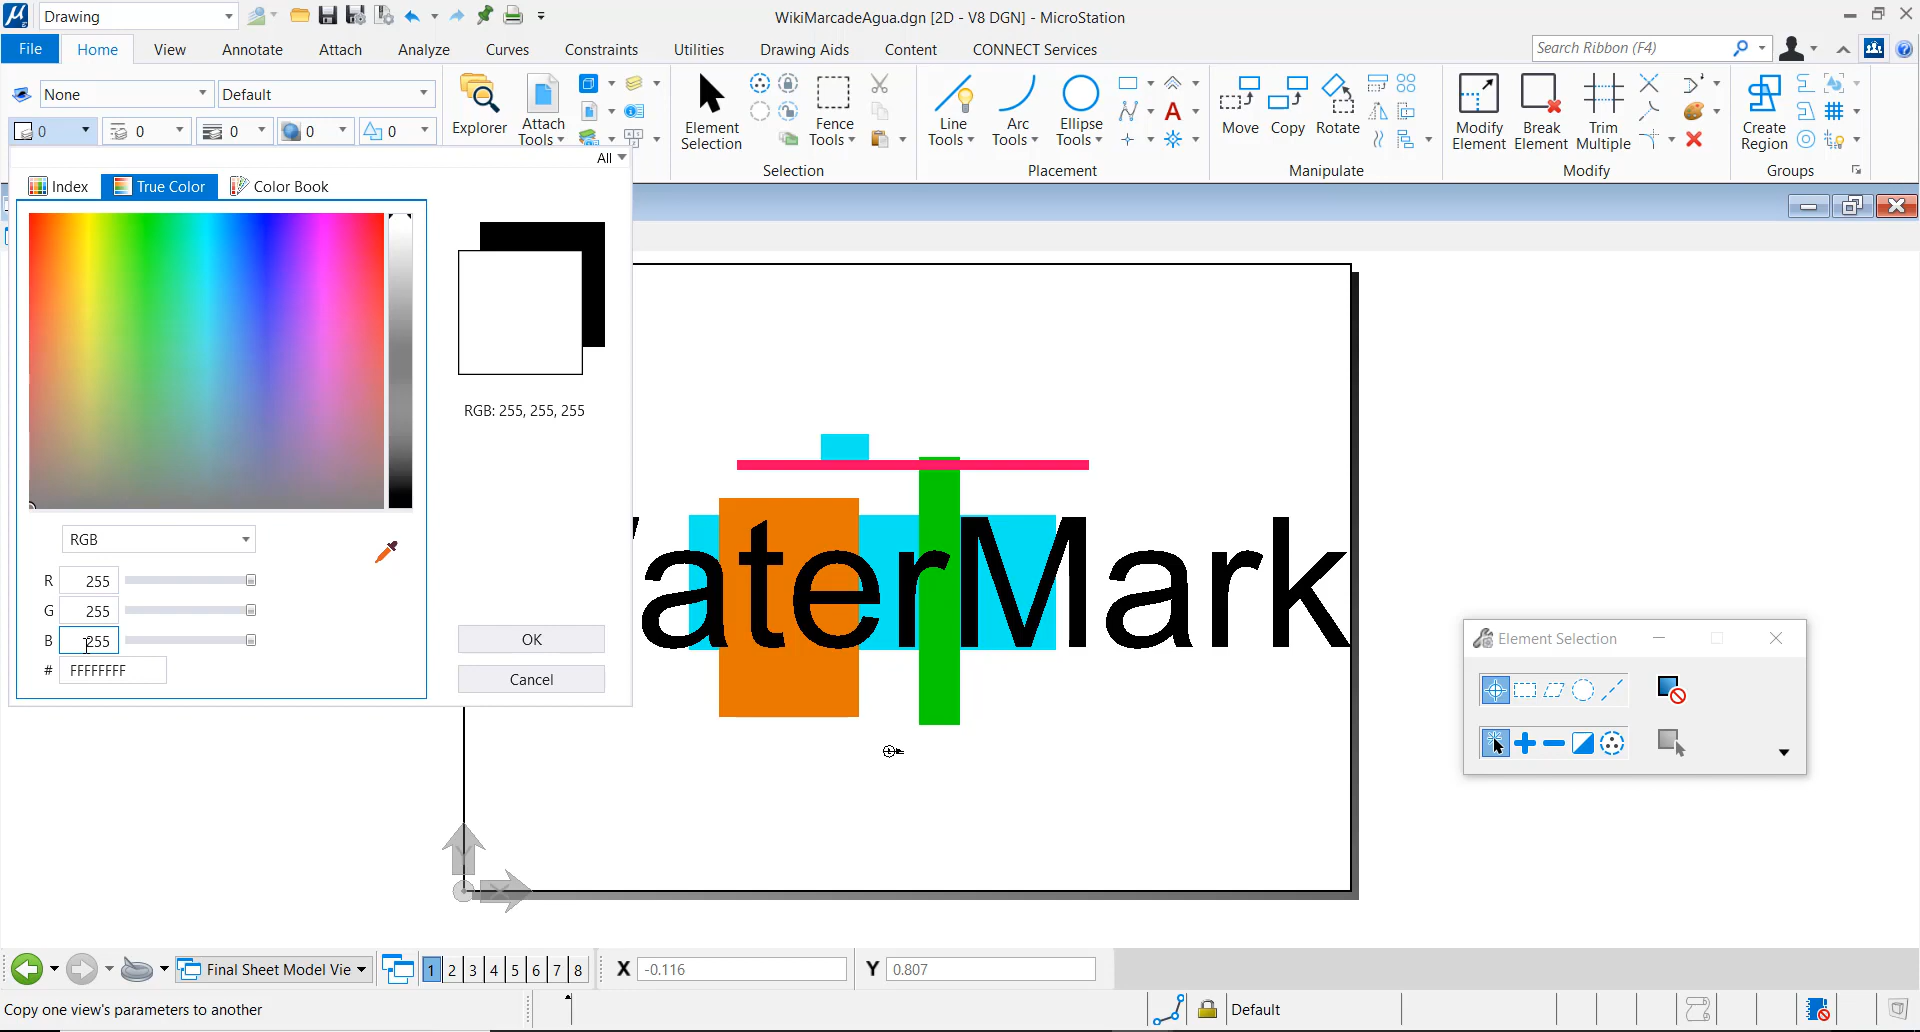 Drawing
WikiMarcadeAgua.dgn [2D - V8 DGN] - MicroStation
File Home View Annotate Attach Analyze Curves Constraints Utilities Drawing Aids Content CONNECT Services
Search Ribbon (F4)
None Default
0 0 0 0 0
Explorer
Attach Tools
Element Selection
Fence Tools
Selection
Line Tools
Arc Tools
Ellipse Tools
Placement
Move Copy Rotate
Manipulate
Modify Element
Break Element
Trim Multiple
Modify
Create Region
Groups
All
Index True Color Color Book
RGB: 255, 255, 255
RGB
R 255
G 255
B 255
# FFFFFFFF
OK
Cancel
aterMark
Element Selection
Final Sheet Model Vie
1 2 3 4 5 6 7 8
X -0.116
Y 0.807
Copy one view's parameters to another
Default